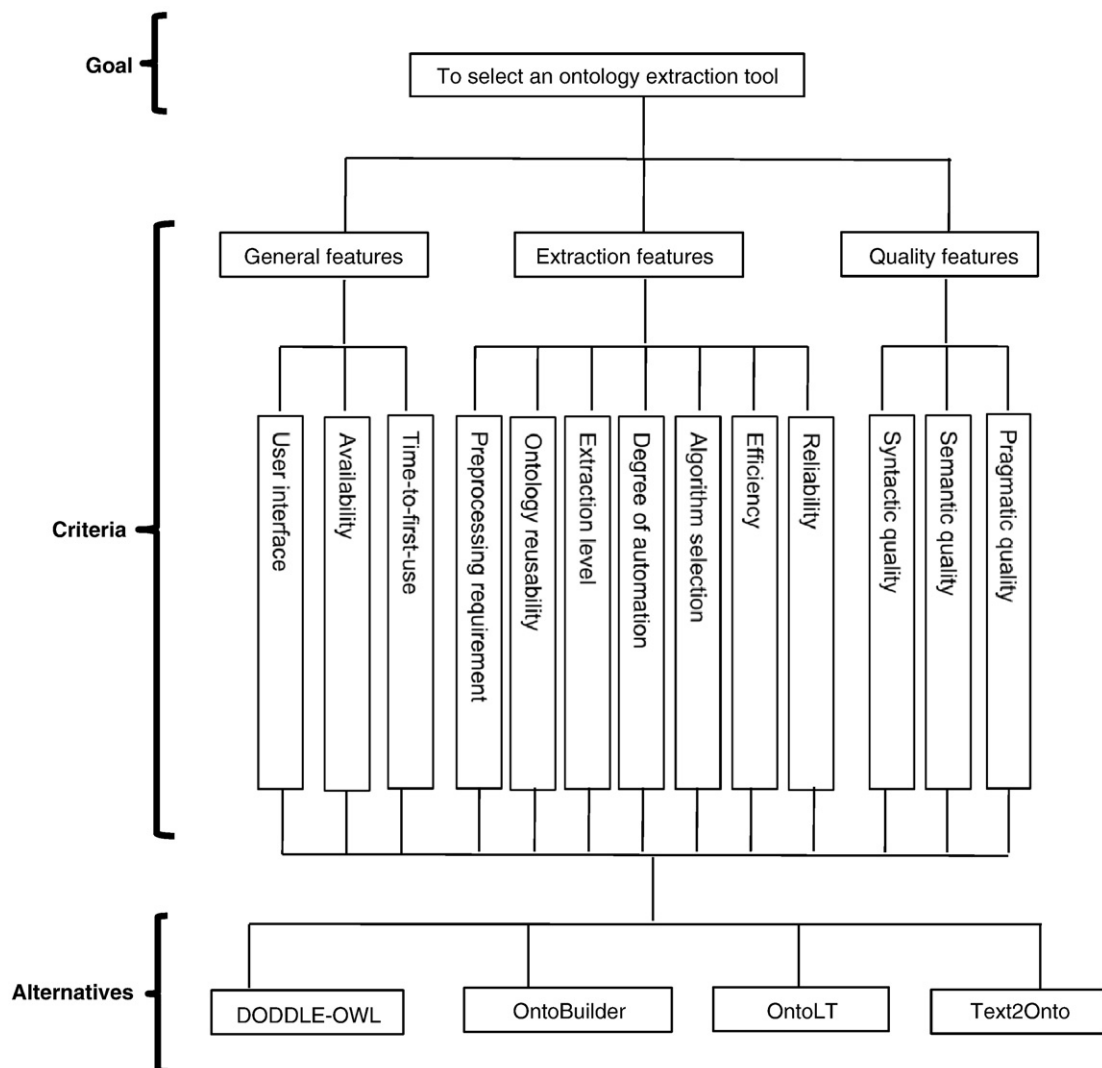 Goal
To select an ontology extraction tool
General features
Extraction features
Quality features
Criteria
User interface
Availability
Time-to-first-use
Preprocessing requirement
Ontology reusability
Extraction level
Degree of automation
Algorithm selection
Efficiency
Reliability
Syntactic quality
Semantic quality
Pragmatic quality
Alternatives
DODDLE-OWL
OntoBuilder
OntoLT
Text2Onto